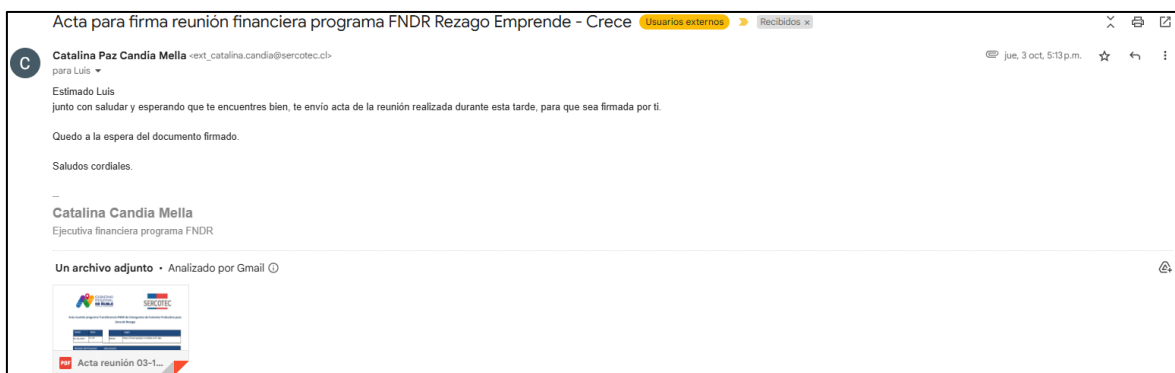 Acta para firma reunión financiera programa FNDR Rezago Emprende - Crece Usuarios externos Recibidos x
C
Catalina Paz Candia Mella <ext_catalina.candia@sercotec.cl> jue, 3 oct, 5:13 p.m.
para Luis
Estimado Luis
junto con saludar y esperando que te encuentres bien, te envío acta de la reunión realizada durante esta tarde, para que sea firmada por ti.
Quedo a la espera del documento firmado.
Saludos cordiales.
--
Catalina Candia Mella
Ejecutiva financiera programa FNDR
Un archivo adjunto • Analizado por Gmail
SERCOTEC
PDF Acta reunión 03-1...